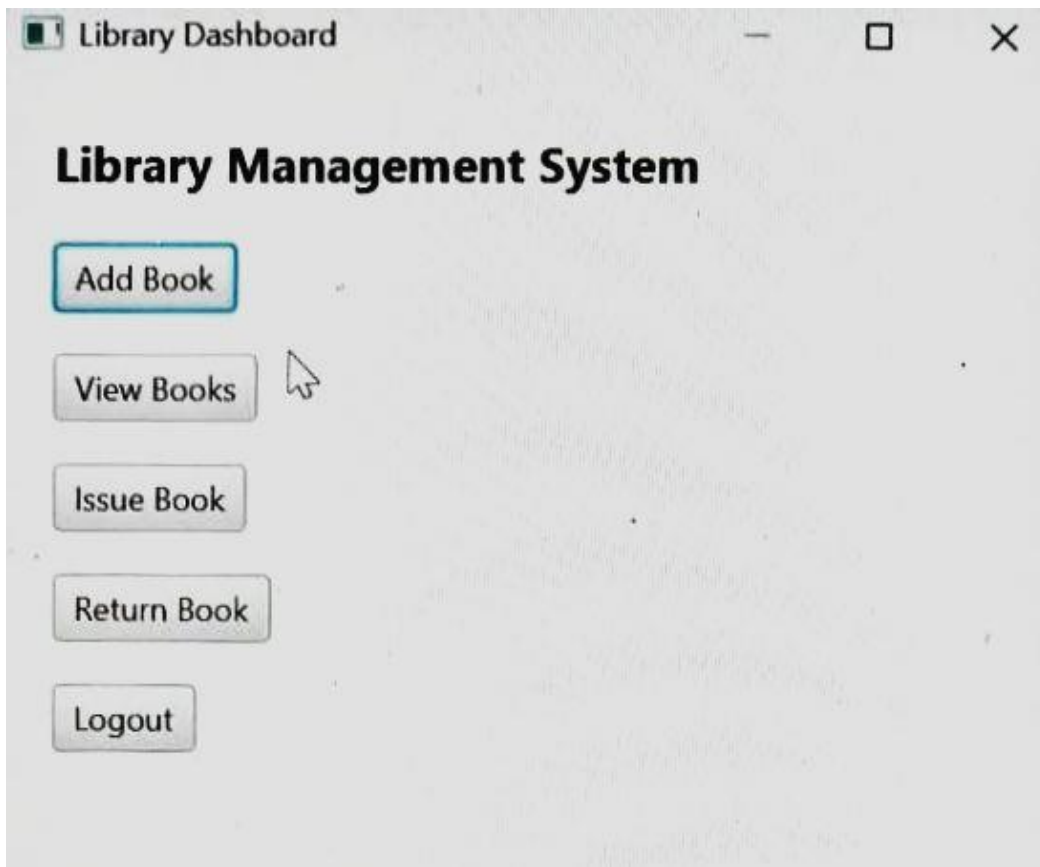 Library Dashboard
Library Management System
Add Book
View Books
Issue Book
Return Book
Logout